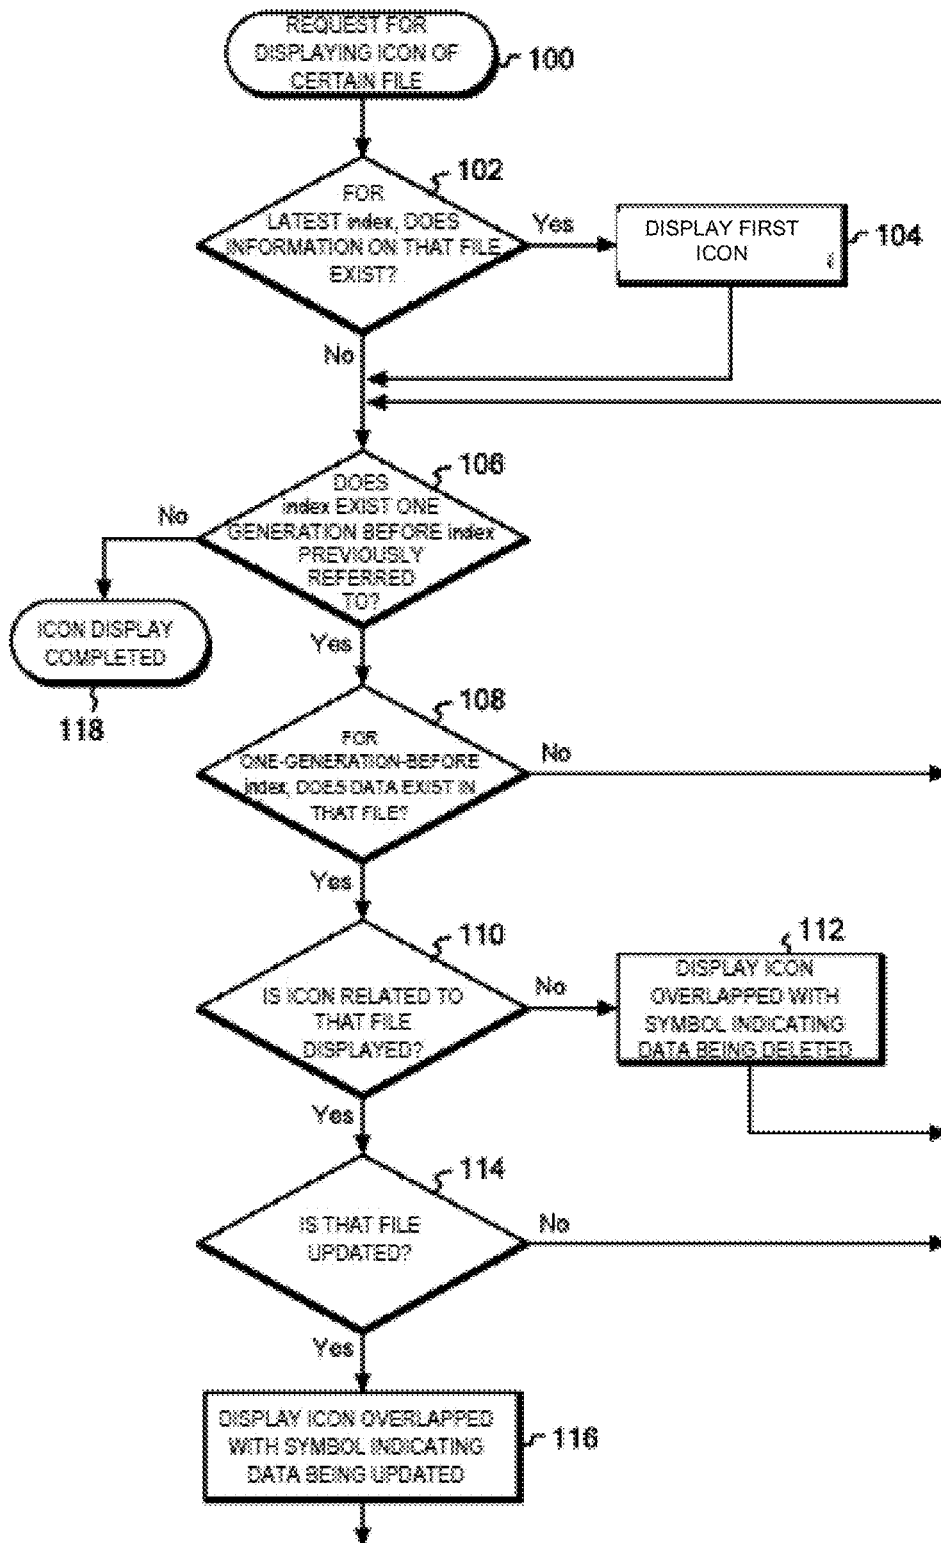 REQUEST FOR
DISPLAYING ICON OF
CERTAIN FILE
100
102
FOR
LATEST index, DOES
INFORMATION ON THAT FILE
EXIST?
Yes
DISPLAY FIRST
ICON
104
No
106
DOES
index EXIST ONE
GENERATION BEFORE index
PREVIOUSLY
REFERRED
TO?
No
ICON DISPLAY
COMPLETED
118
Yes
108
FOR
ONE-GENERATION-BEFORE
index, DOES DATA EXIST IN
THAT FILE?
No
Yes
110
IS ICON RELATED TO
THAT FILE
DISPLAYED?
No
112
DISPLAY ICON
OVERLAPPED WITH
SYMBOL INDICATING
DATA BEING DELETED
Yes
114
IS THAT FILE
UPDATED?
No
Yes
DISPLAY ICON OVERLAPPED
WITH SYMBOL INDICATING
DATA BEING UPDATED
116